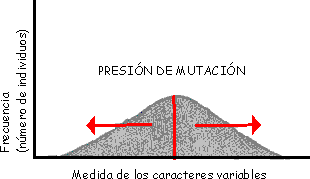 PRESIÓN DE MUTACIÓN
Frecuencia
(número de individuos)
Medida de los caracteres variables